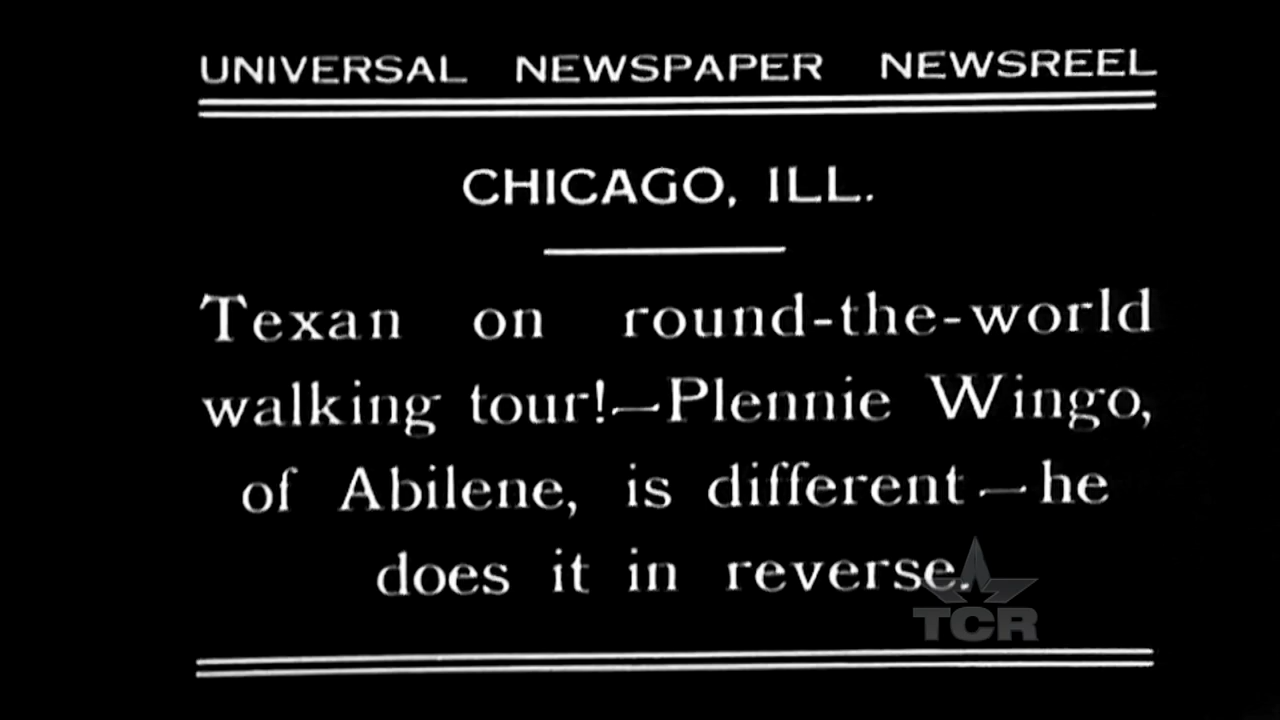 UNIVERSAL NEWSPAPER NEWSREEL
CHICAGO, ILL.
Texan on round-the-world
walking tour!—Plennie Wingo,
of Abilene, is different—he
does it in reverse.
TCR